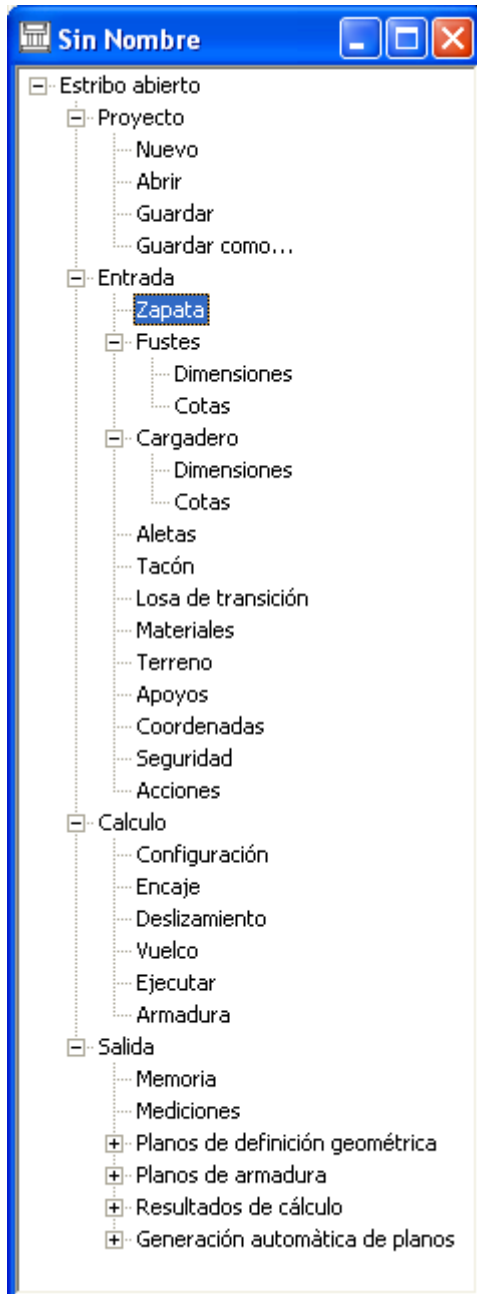 Sin Nombre
Estribo abierto
Proyecto
Nuevo
Abrir
Guardar
Guardar como...
Entrada
Zapata
Fustes
Dimensiones
Cotas
Cargadero
Dimensiones
Cotas
Aletas
Tacón
Losa de transición
Materiales
Terreno
Apoyos
Coordenadas
Seguridad
Acciones
Calculo
Configuración
Encaje
Deslizamiento
Vuelco
Ejecutar
Armadura
Salida
Memoria
Mediciones
Planos de definición geométrica
Planos de armadura
Resultados de cálculo
Generación automàtica de planos